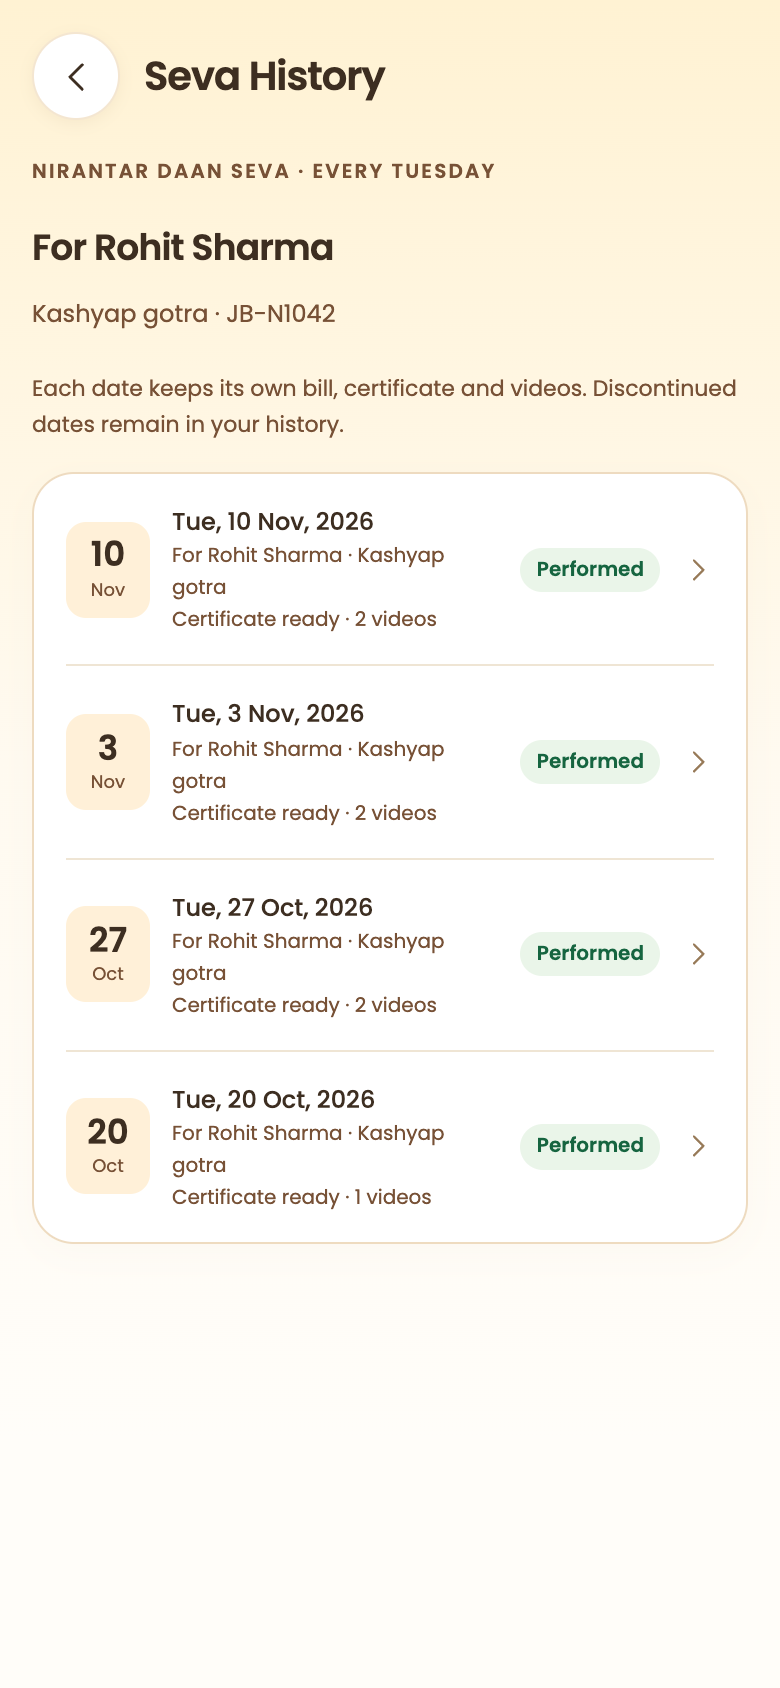 Seva History
NIRANTAR DAAN SEVA · EVERY TUESDAY
For Rohit Sharma
Kashyap gotra · JB-N1042
Each date keeps its own bill, certificate and videos. Discontinued
dates remain in your history.
10
Nov
Tue, 10 Nov, 2026
For Rohit Sharma · Kashyap
gotra
Certificate ready · 2 videos
Performed
3
Nov
Tue, 3 Nov, 2026
For Rohit Sharma · Kashyap
gotra
Certificate ready · 2 videos
Performed
27
Oct
Tue, 27 Oct, 2026
For Rohit Sharma · Kashyap
gotra
Certificate ready · 2 videos
Performed
20
Oct
Tue, 20 Oct, 2026
For Rohit Sharma · Kashyap
gotra
Certificate ready · 1 videos
Performed